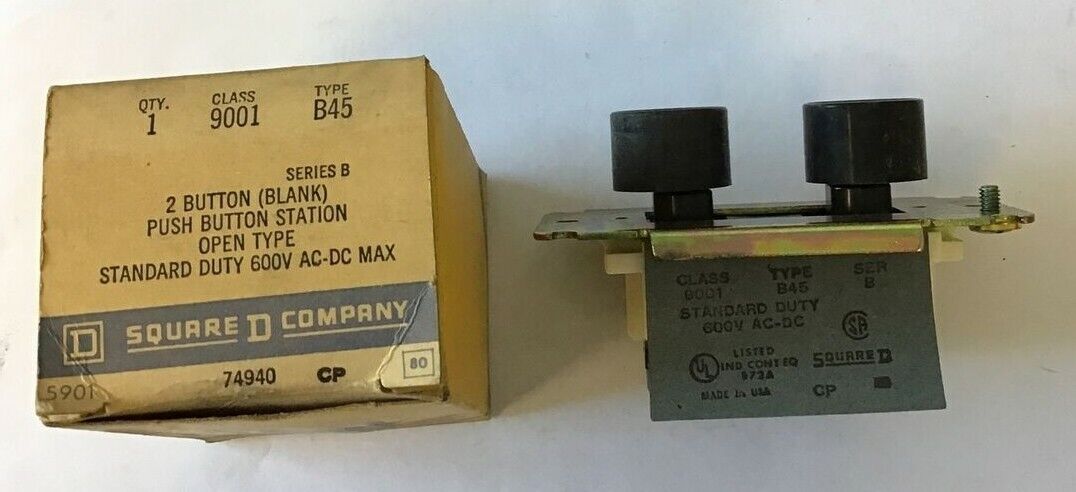 QTY. CLASS TYPE
1 9001 B45
SERIES B
2 BUTTON (BLANK)
PUSH BUTTON STATION
OPEN TYPE
STANDARD DUTY 600V AC-DC MAX
D SQUARE D COMPANY
5901 74940 CP 80
CLASS TYPE SER
9001 B45 B
STANDARD DUTY
600V AC-DC
SA
UL LISTED
IND CONT EQ
SQUARE D
MADE IN USA CP